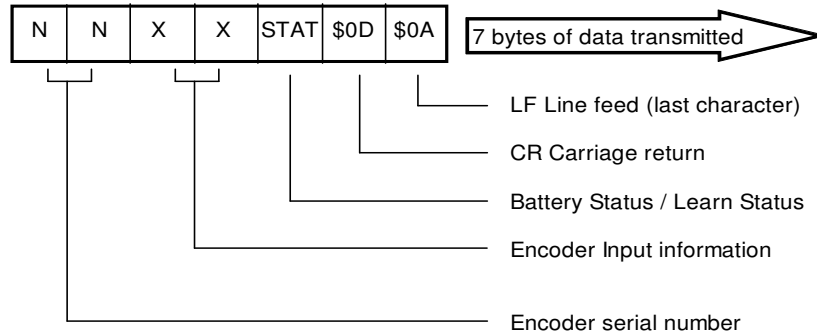 N N X X STAT $0D $0A 7 bytes of data transmitted
LF Line feed (last character)
CR Carriage return
Battery Status / Learn Status
Encoder Input information
Encoder serial number